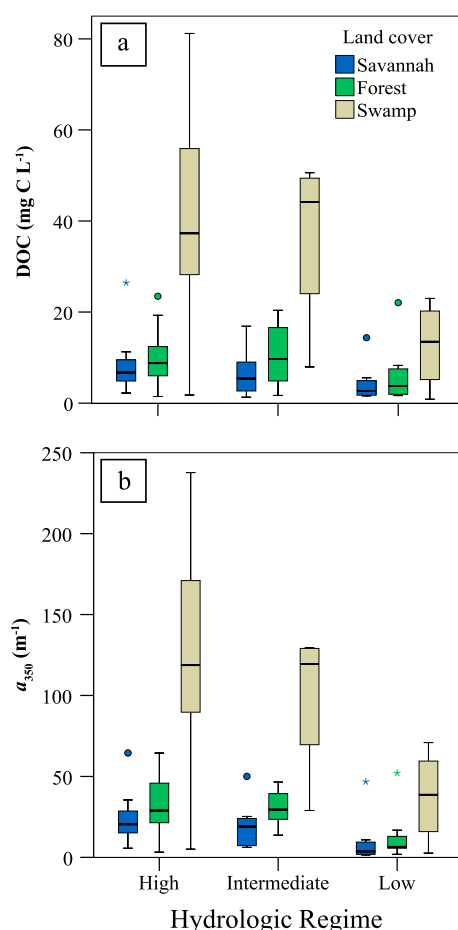 a
Land cover
Savannah
Forest
Swamp
DOC (mg C L⁻¹)
80
60
40
20
0
b
a₃₅₀ (m⁻¹)
250
200
150
100
50
0
High
Intermediate
Low
Hydrologic Regime